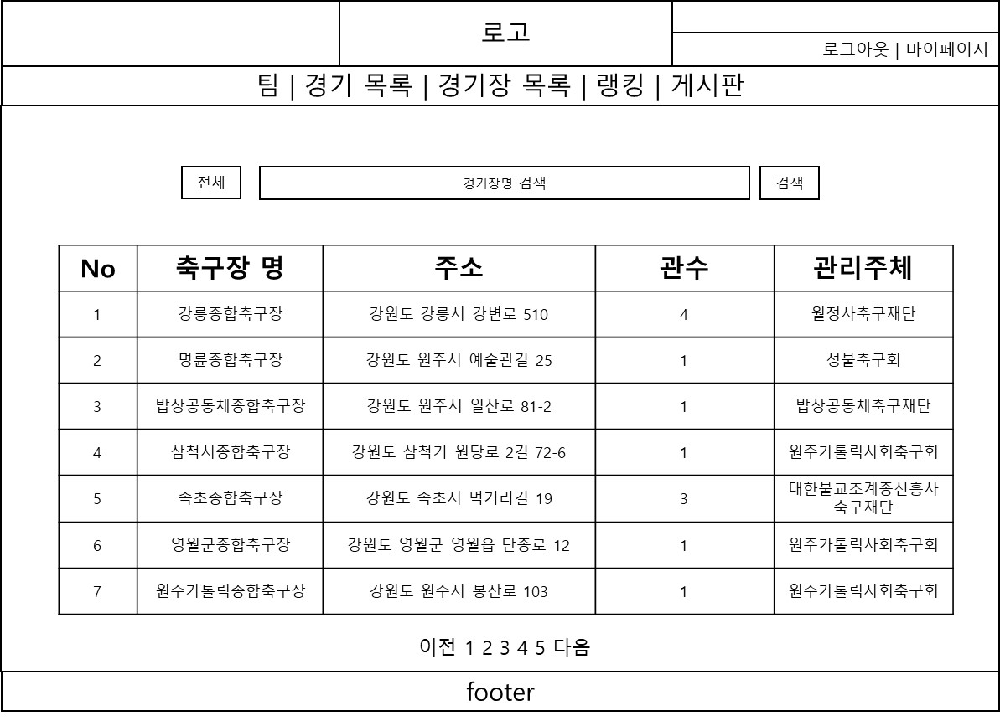 로고
로그아웃 | 마이페이지
팀 | 경기 목록 | 경기장 목록 | 랭킹 | 게시판
전체 경기장명 검색 검색
No 축구장 명 주소 관수 관리주체
1 강릉종합축구장 강원도 강릉시 강변로 510 4 월정사축구재단
2 명륜종합축구장 강원도 원주시 예술관길 25 1 성불축구회
3 밥상공동체종합축구장 강원도 원주시 일산로 81-2 1 밥상공동체축구재단
4 삼척시종합축구장 강원도 삼척기 원당로 2길 72-6 1 원주가톨릭사회축구회
5 속초종합축구장 강원도 속초시 먹거리길 19 3 대한불교조계종신흥사
축구재단
6 영월군종합축구장 강원도 영월군 영월읍 단종로 12 1 원주가톨릭사회축구회
7 원주가톨릭종합축구장 강원도 원주시 봉산로 103 1 원주가톨릭사회축구회
이전 1 2 3 4 5 다음
footer